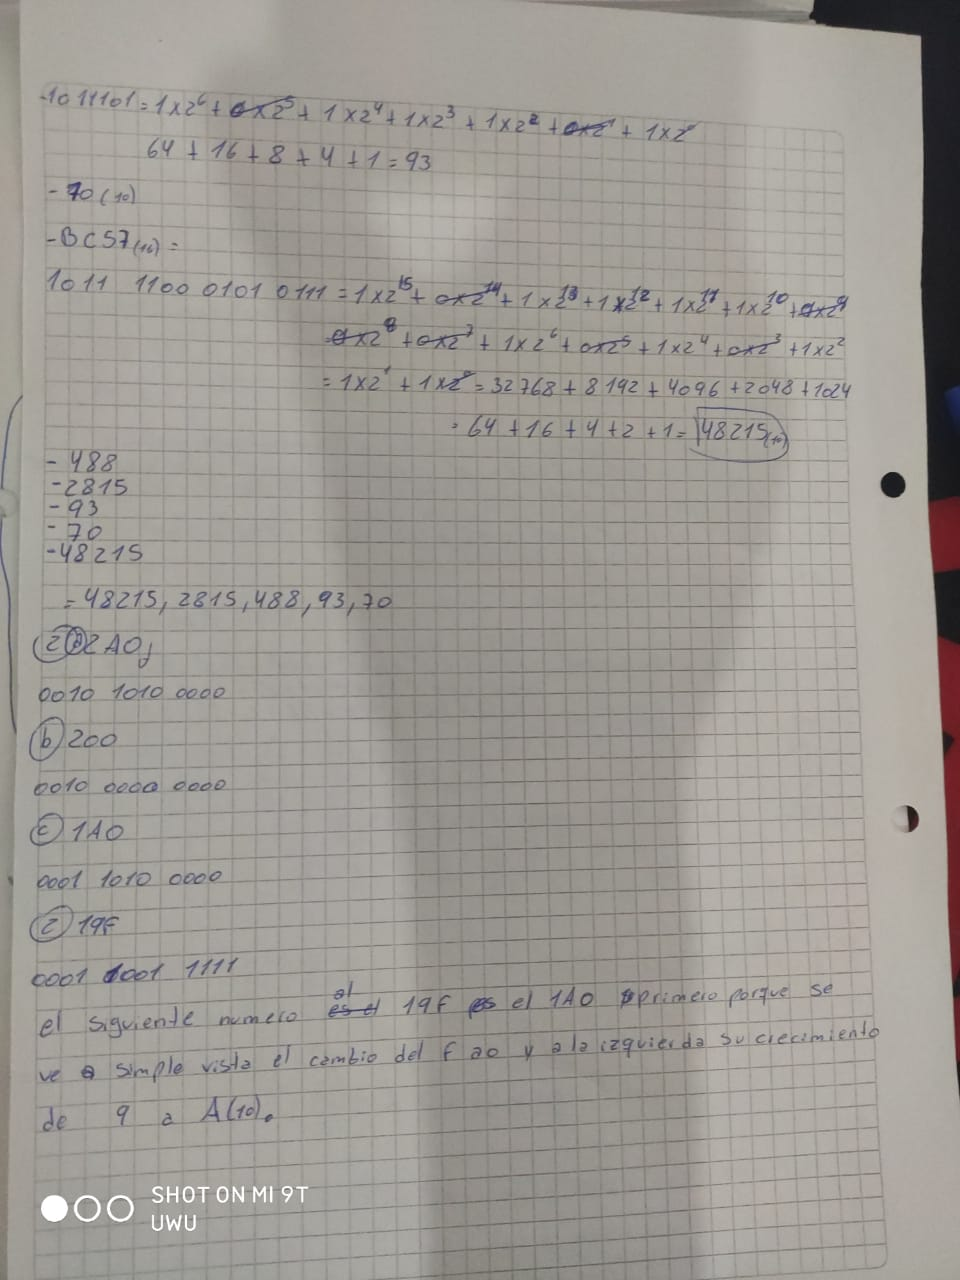 -1011101=1x2⁶+0x2⁵+1x2⁴+1x2³+1x2²+0x2¹+1x2⁰
64+16+8+4+1=93
-70(10)
-BC57(16)=
1011 1100 0101 0111=1x2¹⁵+0x2¹⁴+1x2¹³+1x2¹²+1x2¹¹+1x2¹⁰+0x2⁹
0x2⁸+0x2⁷+1x2⁶+0x2⁵+1x2⁴+0x2³+1x2²
=1x2¹+1x2⁰=32768+8192+4096+2048+1024
=64+16+4+2+1=48215(10)
-488
-2815
-93
-70
-48215
=48215,2815,488,93,70
2 a 2A0
0010 1010 0000
b 200
0010 0000 0000
c 1A0
0001 1010 0000
2 19F
0001 1001 1111
el siguiente numero es el al 19F es el 1A0 primero porque se
ve a simple vista el cambio del F a 0 y a la izquierda su crecimiento
de 9 a A(10).
SHOT ON MI 9T
UWU